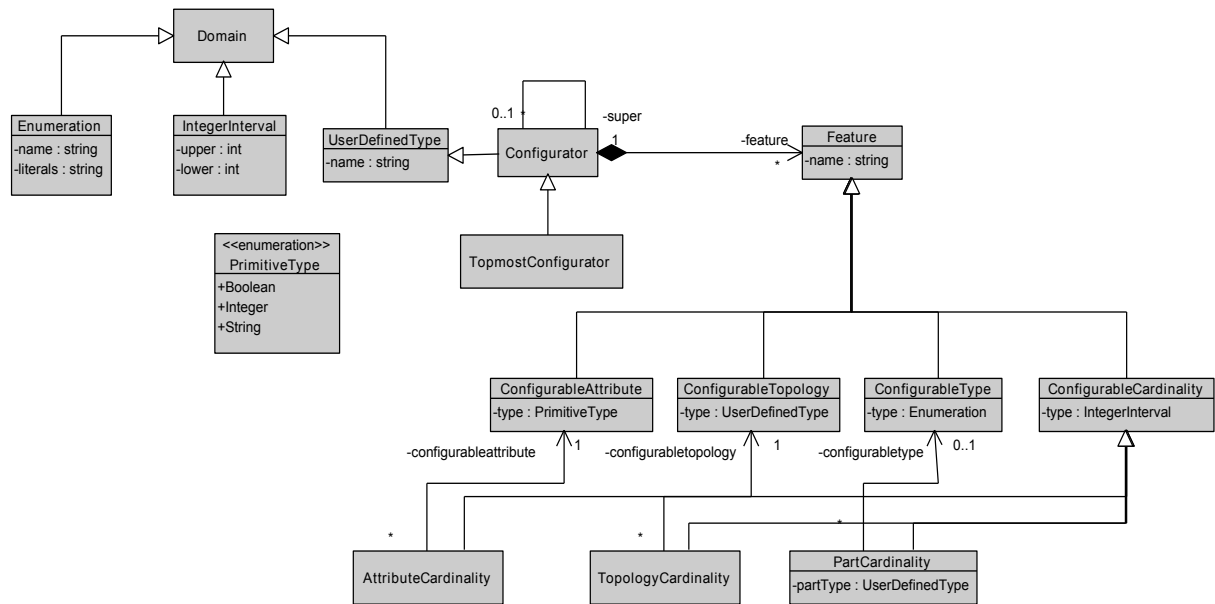 Domain
Enumeration
-name : string
-literals : string
IntegerInterval
-upper : int
-lower : int
UserDefinedType
-name : string
0..1
*
-super
1
Configurator
-feature
*
Feature
-name : string
TopmostConfigurator
<<enumeration>>
PrimitiveType
+Boolean
+Integer
+String
ConfigurableAttribute
-type : PrimitiveType
ConfigurableTopology
-type : UserDefinedType
ConfigurableType
-type : Enumeration
ConfigurableCardinality
-type : IntegerInterval
-configurableattribute
1
-configurabletopology
1
-configurabletype
0..1
*
*
*
AttributeCardinality
TopologyCardinality
PartCardinality
-partType : UserDefinedType